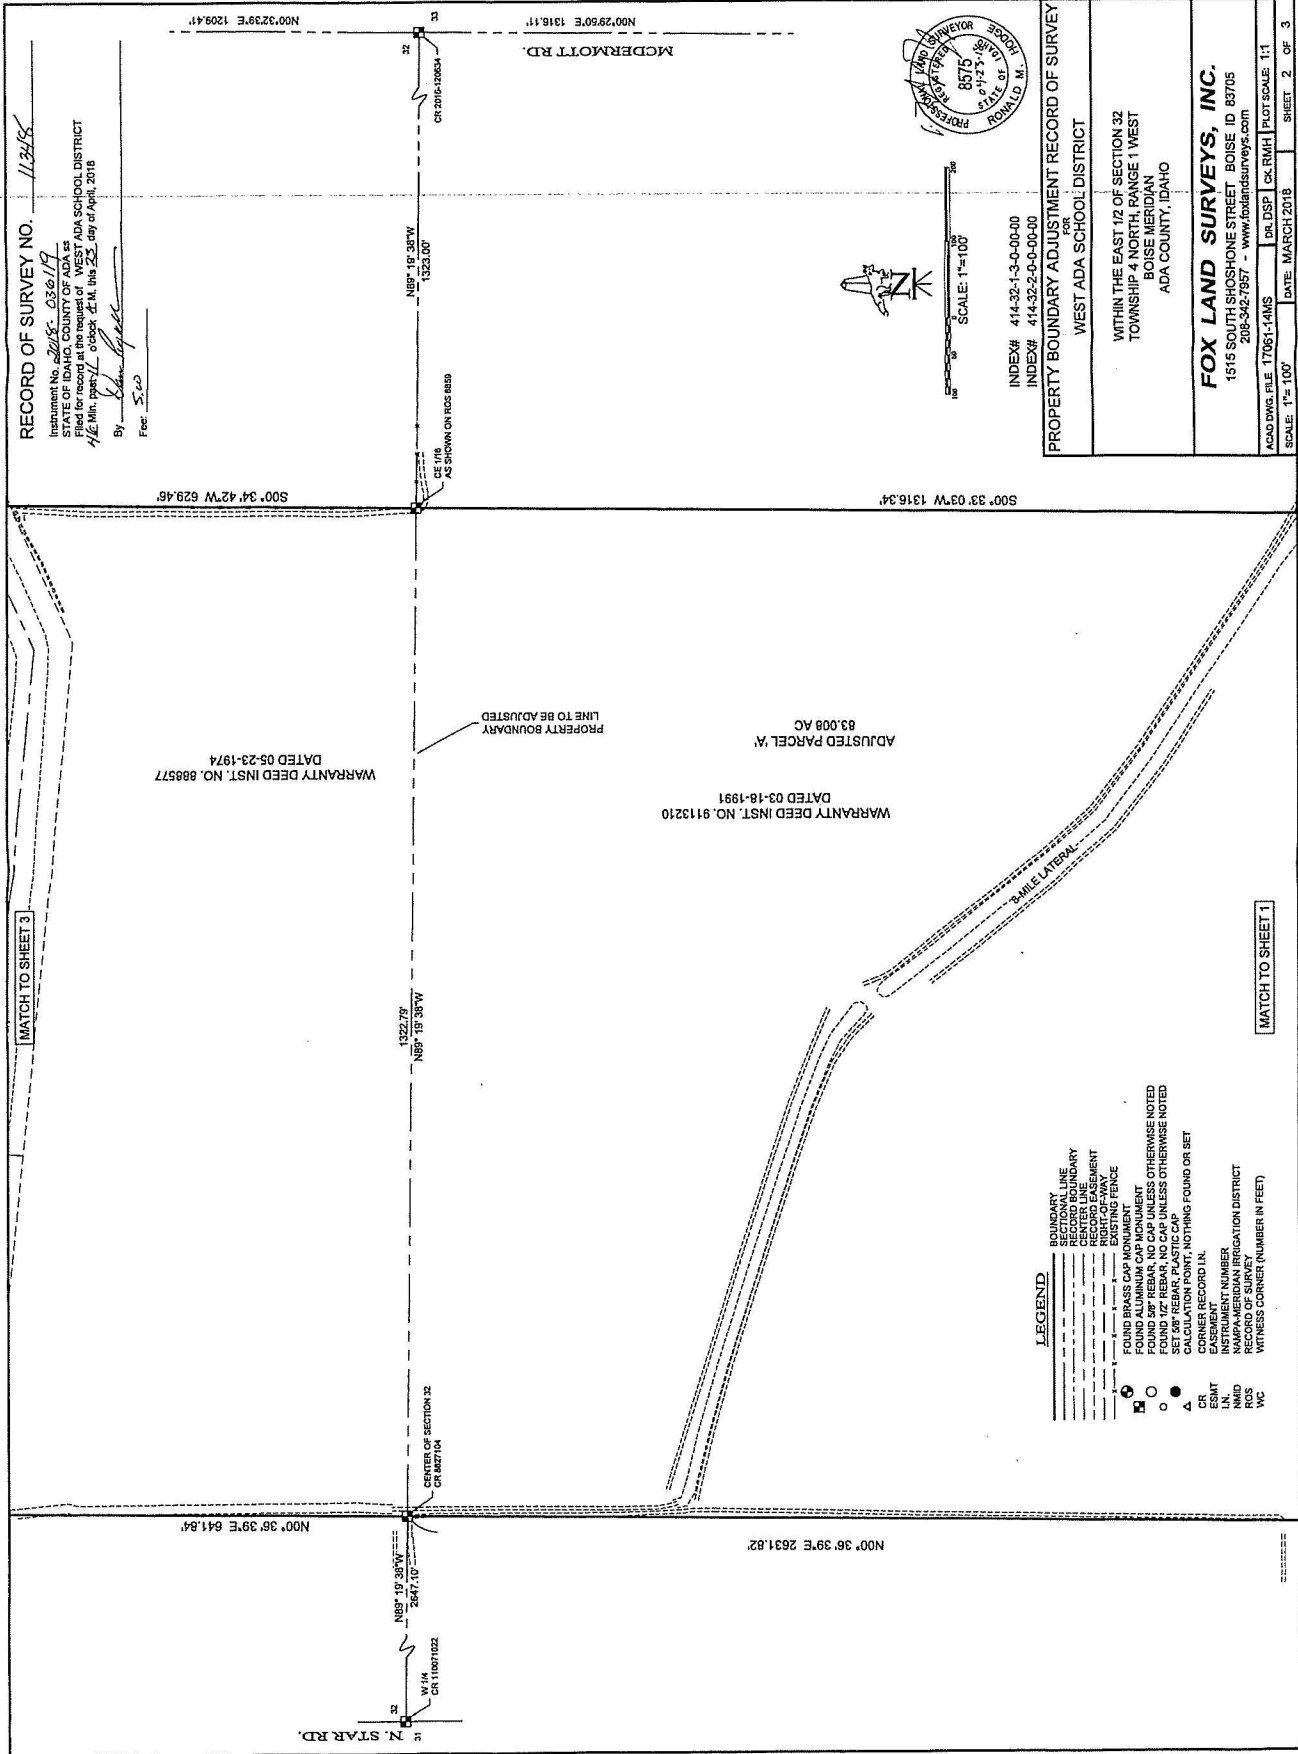 RECORD OF SURVEY NO. 11348
Instrument No. 2018-036119
STATE OF IDAHO, COUNTY OF ADA ss
Filed for record at the request of WEST ADA SCHOOL DISTRICT
46 Min. past 11 o'clock A.M. this 23 day of April, 2018
By
Fee: 5.00
MATCH TO SHEET 3
N00°32'39"E 1209.41'
N00°29'50"E 1316.11'
MCDERMOTT RD.
32
33
CR 2016-120634
N89° 19' 38"W
1323.00'
CE 1/16
AS SHOWN ON ROS 8859
S00° 34' 42"W 629.46'
S00° 33' 03"W 1316.34'
WARRANTY DEED INST. NO. 888577
DATED 05-23-1974
PROPERTY BOUNDARY
LINE TO BE ADJUSTED
1322.79'
N89° 19' 38"W
ADJUSTED PARCEL 'A'
83.008 AC
WARRANTY DEED INST. NO. 9113210
DATED 03-18-1991
8-MILE LATERAL
N00° 36' 39"E 641.84'
N00° 36' 39"E 2631.82'
CENTER OF SECTION 32
CR 8827104
N89° 19' 38"W
2647.10'
W 1/4
CR 110071022
32
31
N. STAR RD.
MATCH TO SHEET 1
LEGEND
BOUNDARY
SECTIONAL LINE
RECORD BOUNDARY
CENTER LINE
RECORD EASEMENT
RIGHT-OF-WAY
EXISTING FENCE
FOUND BRASS CAP MONUMENT
FOUND ALUMINUM CAP MONUMENT
FOUND 5/8" REBAR, NO CAP UNLESS OTHERWISE NOTED
FOUND 1/2" REBAR, NO CAP UNLESS OTHERWISE NOTED
SET 5/8" REBAR, PLASTIC CAP
CALCULATION POINT, NOTHING FOUND OR SET
CR CORNER RECORD I.N.
ESMT EASEMENT
I.N. INSTRUMENT NUMBER
NMID NAMPA-MERIDIAN IRRIGATION DISTRICT
ROS RECORD OF SURVEY
WC WITNESS CORNER (NUMBER IN FEET)
PROFESSIONAL LAND SURVEYOR
REGISTERED
8575
04-23-18
STATE OF IDAHO
RONALD M. HODGE
N
100 50 0 100 200
SCALE: 1"=100'
INDEX# 414-32-1-3-0-00-00
INDEX# 414-32-2-0-0-00-00
PROPERTY BOUNDARY ADJUSTMENT RECORD OF SURVEY
FOR
WEST ADA SCHOOL DISTRICT
WITHIN THE EAST 1/2 OF SECTION 32
TOWNSHIP 4 NORTH, RANGE 1 WEST
BOISE MERIDIAN
ADA COUNTY, IDAHO
FOX LAND SURVEYS, INC.
1515 SOUTH SHOSHONE STREET BOISE ID 83705
208-342-7957 - www.foxlandsurveys.com
ACAD DWG. FILE 17061-14MS DR. DSP CK. RMH PLOT SCALE: 1:1
SCALE: 1"= 100' DATE: MARCH 2018 SHEET 2 OF 3